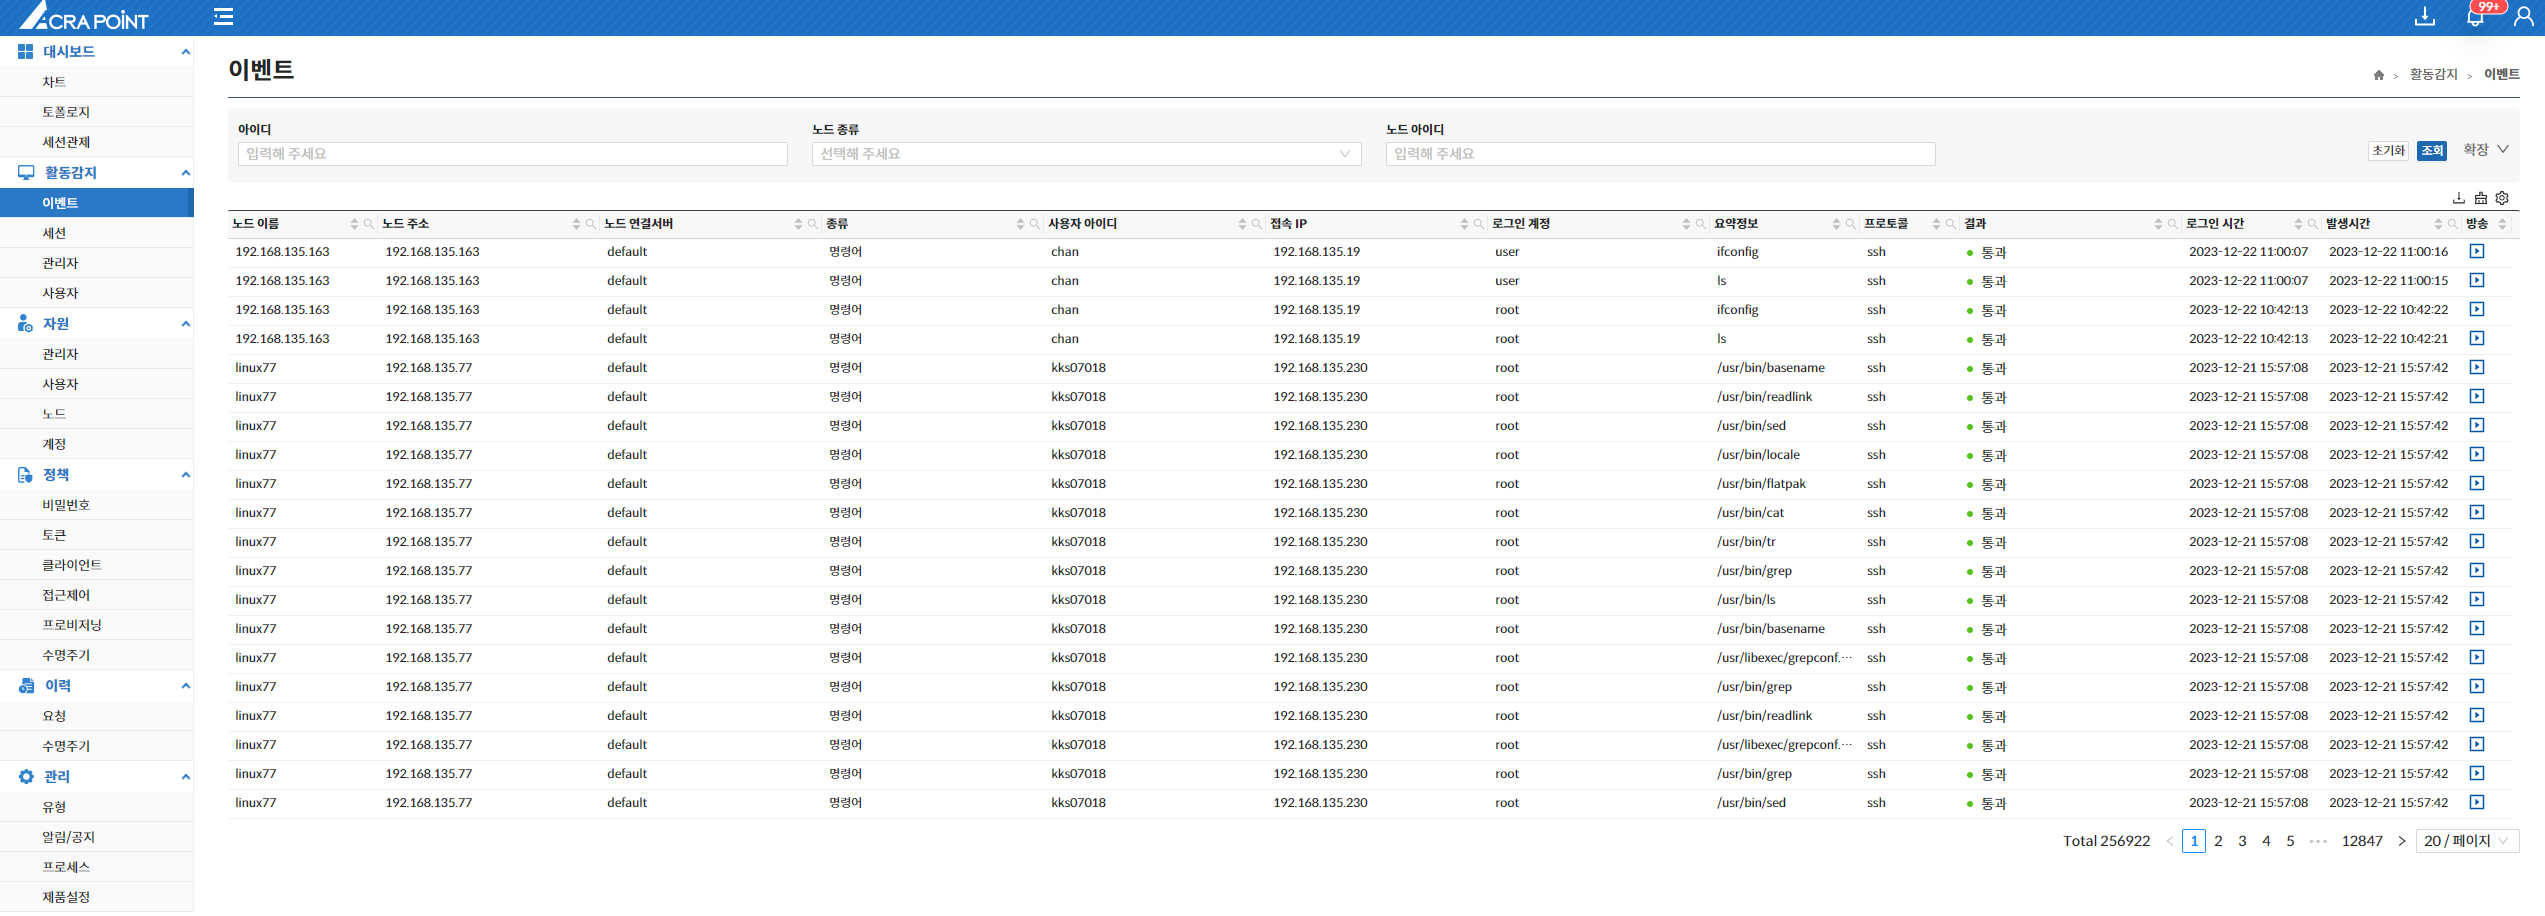 ACRA POINT
99+
대시보드
차트
토폴로지
세션관제
활동감지
이벤트
세션
관리자
사용자
자원
관리자
사용자
노드
계정
정책
비밀번호
토큰
클라이언트
접근제어
프로비저닝
수명주기
이력
요청
수명주기
관리
유형
알림/공지
프로세스
제품설정
이벤트
> 활동감지 > 이벤트
아이디 노드 종류 노드 아이디
입력해 주세요 선택해 주세요 입력해 주세요 초기화 조회 확장
노드 이름 노드 주소 노드 연결서버 종류 사용자 아이디 접속 IP 로그인 계정 요약정보 프로토콜 결과 로그인 시간 발생시간 방송
192.168.135.163 192.168.135.163 default 명령어 chan 192.168.135.19 user ifconfig ssh 통과 2023-12-22 11:00:07 2023-12-22 11:00:16
192.168.135.163 192.168.135.163 default 명령어 chan 192.168.135.19 user ls ssh 통과 2023-12-22 11:00:07 2023-12-22 11:00:15
192.168.135.163 192.168.135.163 default 명령어 chan 192.168.135.19 root ifconfig ssh 통과 2023-12-22 10:42:13 2023-12-22 10:42:22
192.168.135.163 192.168.135.163 default 명령어 chan 192.168.135.19 root ls ssh 통과 2023-12-22 10:42:13 2023-12-22 10:42:21
linux77 192.168.135.77 default 명령어 kks07018 192.168.135.230 root /usr/bin/basename ssh 통과 2023-12-21 15:57:08 2023-12-21 15:57:42
linux77 192.168.135.77 default 명령어 kks07018 192.168.135.230 root /usr/bin/readlink ssh 통과 2023-12-21 15:57:08 2023-12-21 15:57:42
linux77 192.168.135.77 default 명령어 kks07018 192.168.135.230 root /usr/bin/sed ssh 통과 2023-12-21 15:57:08 2023-12-21 15:57:42
linux77 192.168.135.77 default 명령어 kks07018 192.168.135.230 root /usr/bin/locale ssh 통과 2023-12-21 15:57:08 2023-12-21 15:57:42
linux77 192.168.135.77 default 명령어 kks07018 192.168.135.230 root /usr/bin/flatpak ssh 통과 2023-12-21 15:57:08 2023-12-21 15:57:42
linux77 192.168.135.77 default 명령어 kks07018 192.168.135.230 root /usr/bin/cat ssh 통과 2023-12-21 15:57:08 2023-12-21 15:57:42
linux77 192.168.135.77 default 명령어 kks07018 192.168.135.230 root /usr/bin/tr ssh 통과 2023-12-21 15:57:08 2023-12-21 15:57:42
linux77 192.168.135.77 default 명령어 kks07018 192.168.135.230 root /usr/bin/grep ssh 통과 2023-12-21 15:57:08 2023-12-21 15:57:42
linux77 192.168.135.77 default 명령어 kks07018 192.168.135.230 root /usr/bin/ls ssh 통과 2023-12-21 15:57:08 2023-12-21 15:57:42
linux77 192.168.135.77 default 명령어 kks07018 192.168.135.230 root /usr/bin/basename ssh 통과 2023-12-21 15:57:08 2023-12-21 15:57:42
linux77 192.168.135.77 default 명령어 kks07018 192.168.135.230 root /usr/libexec/grepconf.… ssh 통과 2023-12-21 15:57:08 2023-12-21 15:57:42
linux77 192.168.135.77 default 명령어 kks07018 192.168.135.230 root /usr/bin/grep ssh 통과 2023-12-21 15:57:08 2023-12-21 15:57:42
linux77 192.168.135.77 default 명령어 kks07018 192.168.135.230 root /usr/bin/readlink ssh 통과 2023-12-21 15:57:08 2023-12-21 15:57:42
linux77 192.168.135.77 default 명령어 kks07018 192.168.135.230 root /usr/libexec/grepconf.… ssh 통과 2023-12-21 15:57:08 2023-12-21 15:57:42
linux77 192.168.135.77 default 명령어 kks07018 192.168.135.230 root /usr/bin/grep ssh 통과 2023-12-21 15:57:08 2023-12-21 15:57:42
linux77 192.168.135.77 default 명령어 kks07018 192.168.135.230 root /usr/bin/sed ssh 통과 2023-12-21 15:57:08 2023-12-21 15:57:42
Total 256922 < 1 2 3 4 5 ••• 12847 > 20 / 페이지